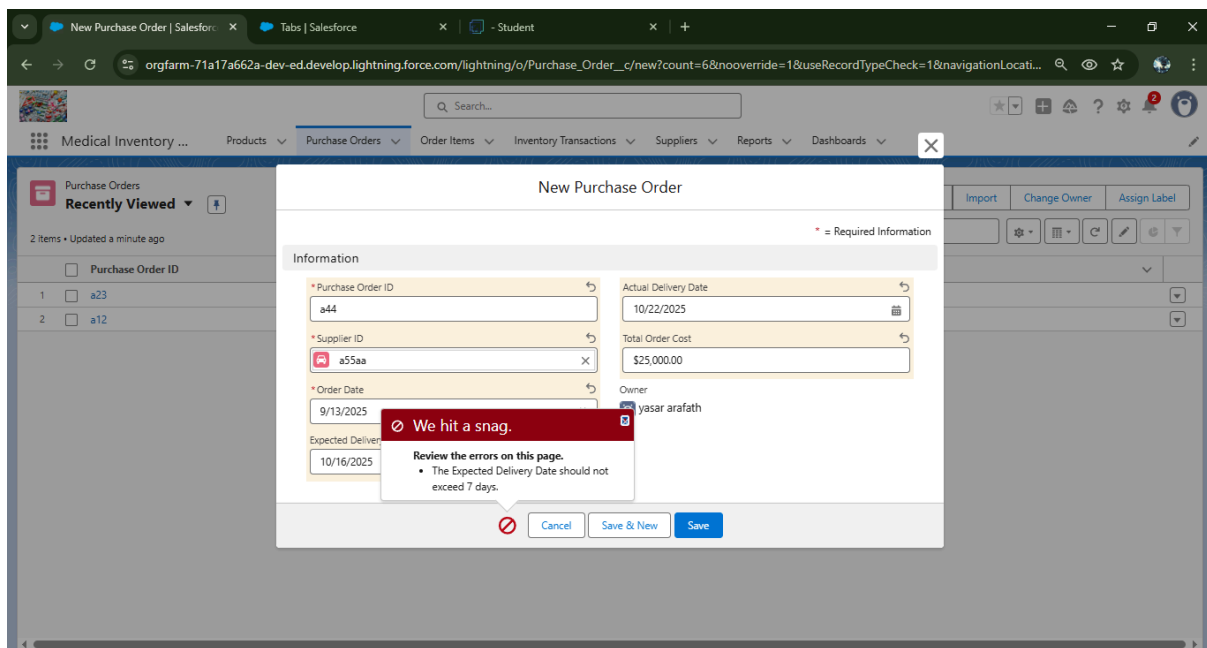 New Purchase Order | Salesforc
Tabs | Salesforce
- Student
orgfarm-71a17a662a-dev-ed.develop.lightning.force.com/lightning/o/Purchase_Order__c/new?count=6&nooverride=1&useRecordTypeCheck=1&navigationLocati...
Search...
2
Medical Inventory ...
Products
Purchase Orders
Order Items
Inventory Transactions
Suppliers
Reports
Dashboards
Purchase Orders
Recently Viewed
Import
Change Owner
Assign Label
2 items • Updated a minute ago
Purchase Order ID
1 a23
2 a12
New Purchase Order
* = Required Information
Information
*Purchase Order ID
a44
Actual Delivery Date
10/22/2025
*Supplier ID
a55aa
Total Order Cost
$25,000.00
*Order Date
9/13/2025
Owner
yasar arafath
Expected Deliver
10/16/2025
We hit a snag.
Review the errors on this page.
• The Expected Delivery Date should not
exceed 7 days.
Cancel
Save & New
Save